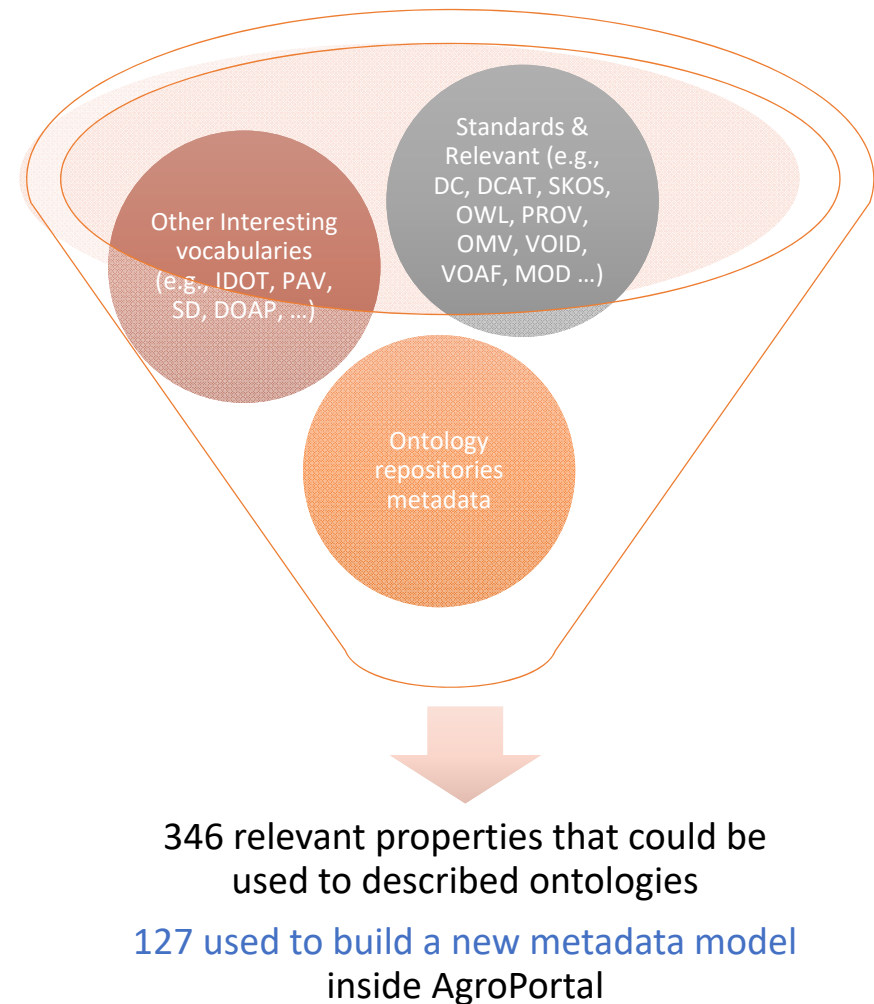 Standards &
Relevant (e.g.,
DC, DCAT, SKOS,
OWL, PROV,
OMV, VOID,
VOAF, MOD ...)
Other Interesting
vocabularies
(e.g., IDOT, PAV,
SD, DOAP, ...)
Ontology
repositories
metadata
346 relevant properties that could be
used to described ontologies
127 used to build a new metadata model
inside AgroPortal